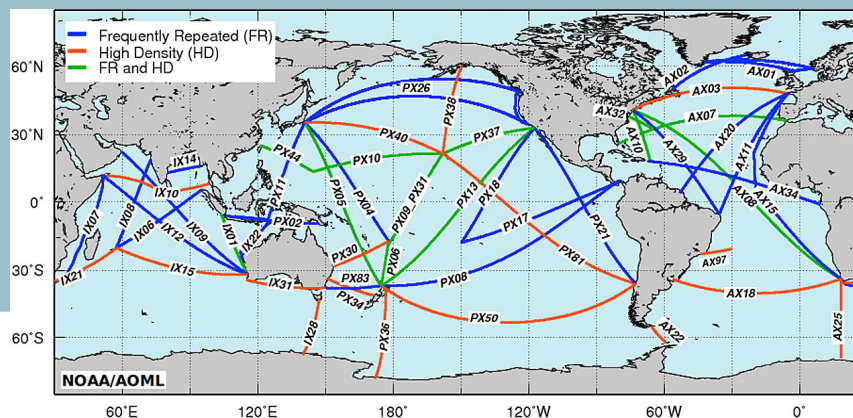 Frequently Repeated (FR)
High Density (HD)
FR and HD
60°N
30°N
0°
30°S
60°S
60°E
120°E
180°
120°W
60°W
0°
NOAA/AOML
AX01
AX02
AX03
AX07
AX32
AX10
AX29
AX20
AX11
AX34
AX08
AX15
AX97
AX18
AX22
AX25
PX26
PX38
PX40
PX37
PX44
PX10
PX11
PX05
PX04
PX31
PX09
PX13
PX18
PX06
PX02
PX17
PX21
PX30
PX81
PX83
PX08
PX34
PX50
PX36
IX14
IX10
IX07
IX08
IX06
IX12
IX09
IX01
IX22
IX15
IX21
IX31
IX28